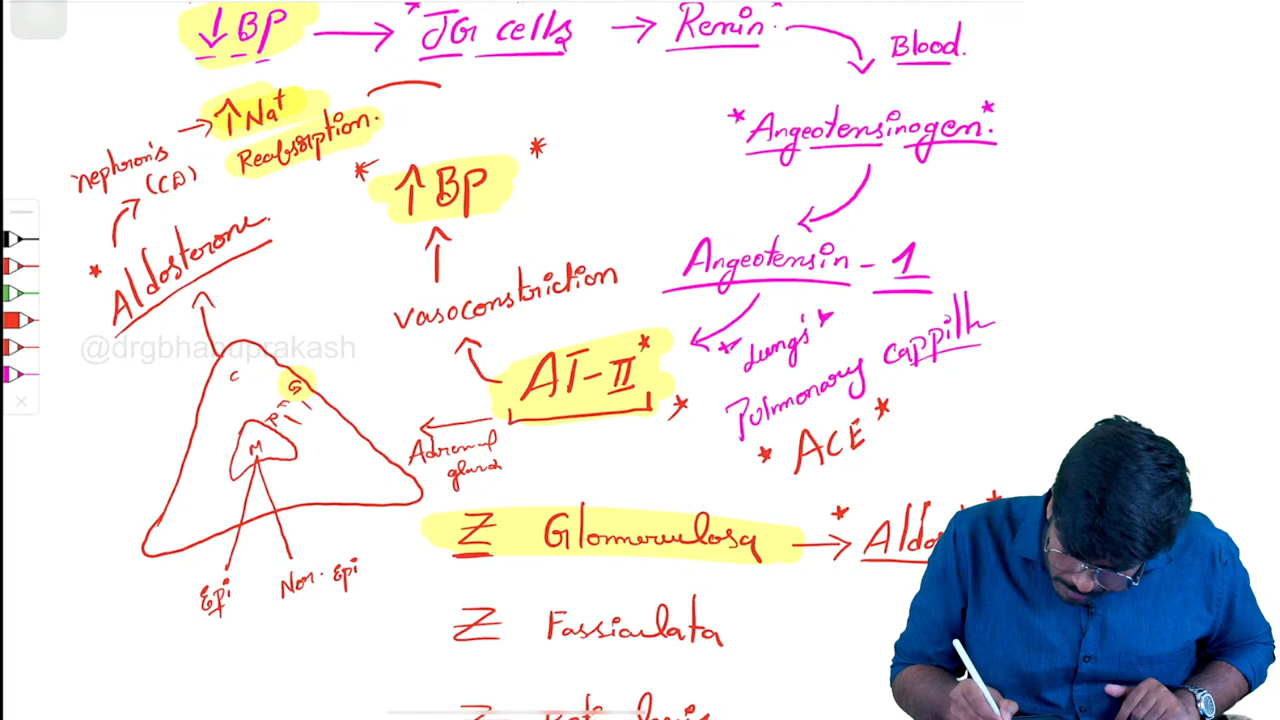 ↓ BP → * JG cells → Renin *
Blood.
↑ Na+
Reabsorption.
* Angeotensinogen. *
nephron's
(CD)
* ↑ BP *
* Aldosterone.
Angeotensin - 1
vasoconstriction
* Lungs *
Pulmonary
@drgbhanuprakash
AT-II *
*
C
G
F
R
M
Adrenal
gland
* ACE *
Z Glomerulosa → * Aldo
Epi
Nor. Epi
Z Fassiculata
Z